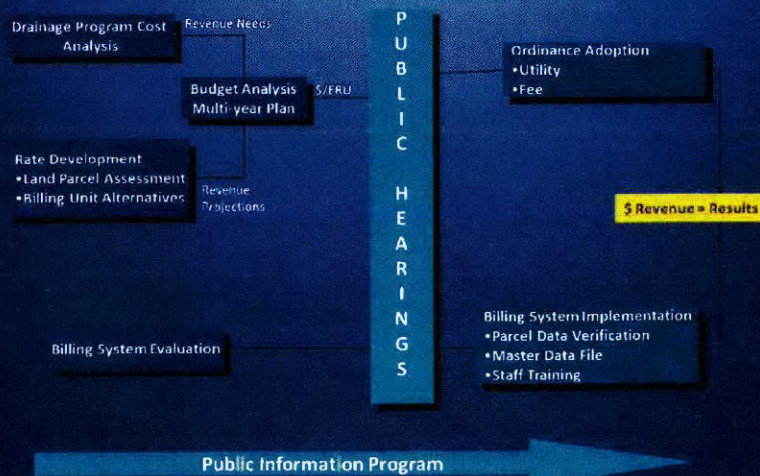 Drainage Program Cost
Analysis
Revenue Needs
Budget Analysis
Multi-year Plan
$/ERU
Rate Development
•Land Parcel Assessment
•Billing Unit Alternatives
Revenue
Projections
Billing System Evaluation
PUBLIC HEARINGS
Ordinance Adoption
•Utility
•Fee
$ Revenue = Results
Billing System Implementation
•Parcel Data Verification
•Master Data File
•Staff Training
Public Information Program